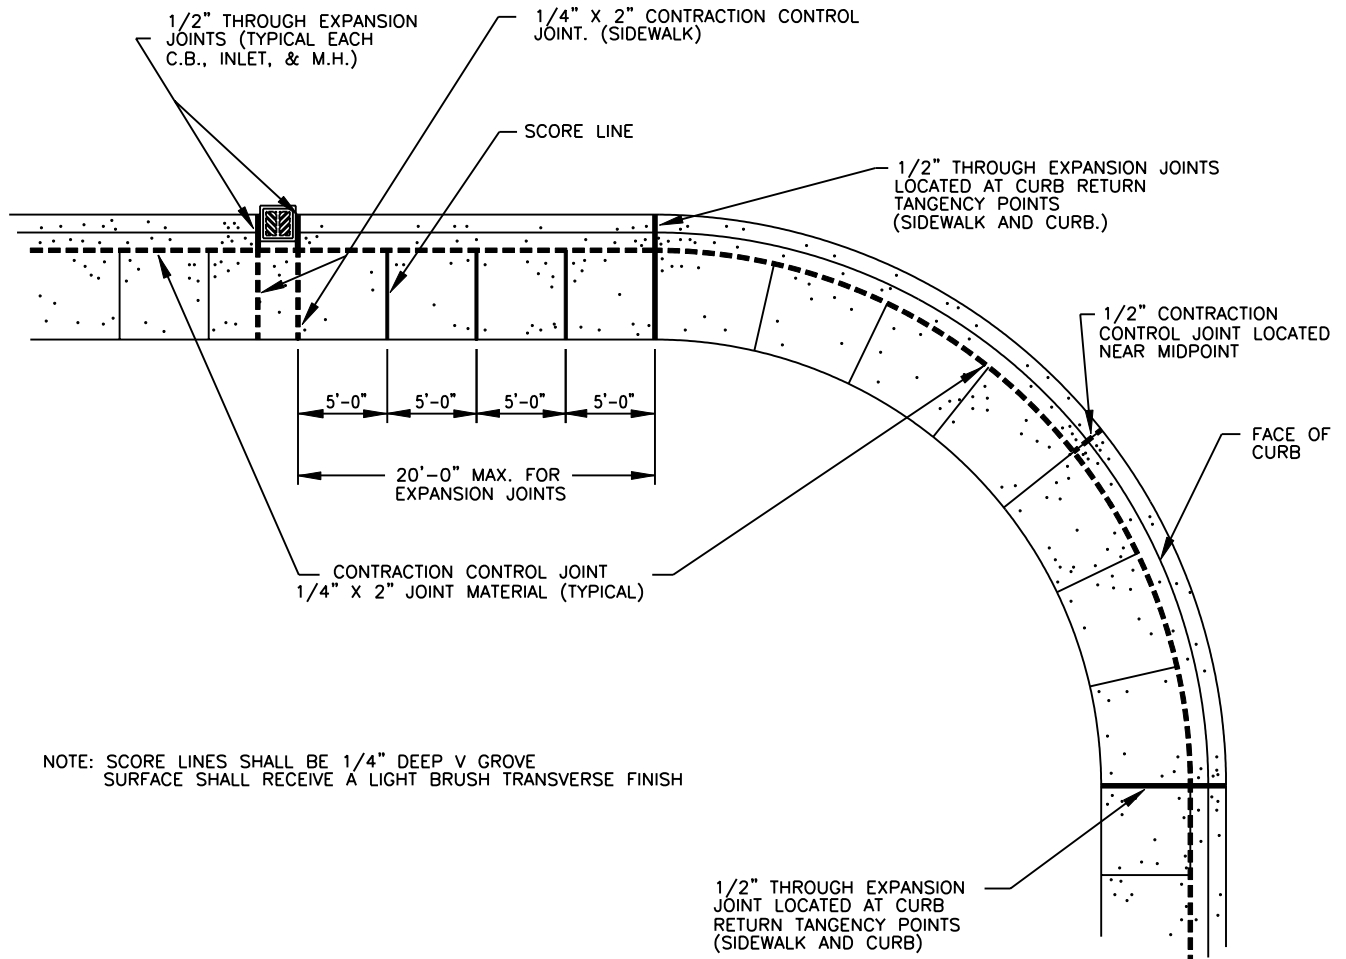 1/2" THROUGH EXPANSION
JOINTS (TYPICAL EACH
C.B., INLET, & M.H.)
1/4" X 2" CONTRACTION CONTROL
JOINT. (SIDEWALK)
SCORE LINE
1/2" THROUGH EXPANSION JOINTS
LOCATED AT CURB RETURN
TANGENCY POINTS
(SIDEWALK AND CURB.)
1/2" CONTRACTION
CONTROL JOINT LOCATED
NEAR MIDPOINT
5'-0" 5'-0" 5'-0" 5'-0"
FACE OF
CURB
20'-0" MAX. FOR
EXPANSION JOINTS
CONTRACTION CONTROL JOINT
1/4" X 2" JOINT MATERIAL (TYPICAL)
NOTE: SCORE LINES SHALL BE 1/4" DEEP V GROVE
SURFACE SHALL RECEIVE A LIGHT BRUSH TRANSVERSE FINISH
1/2" THROUGH EXPANSION
JOINT LOCATED AT CURB
RETURN TANGENCY POINTS
(SIDEWALK AND CURB)